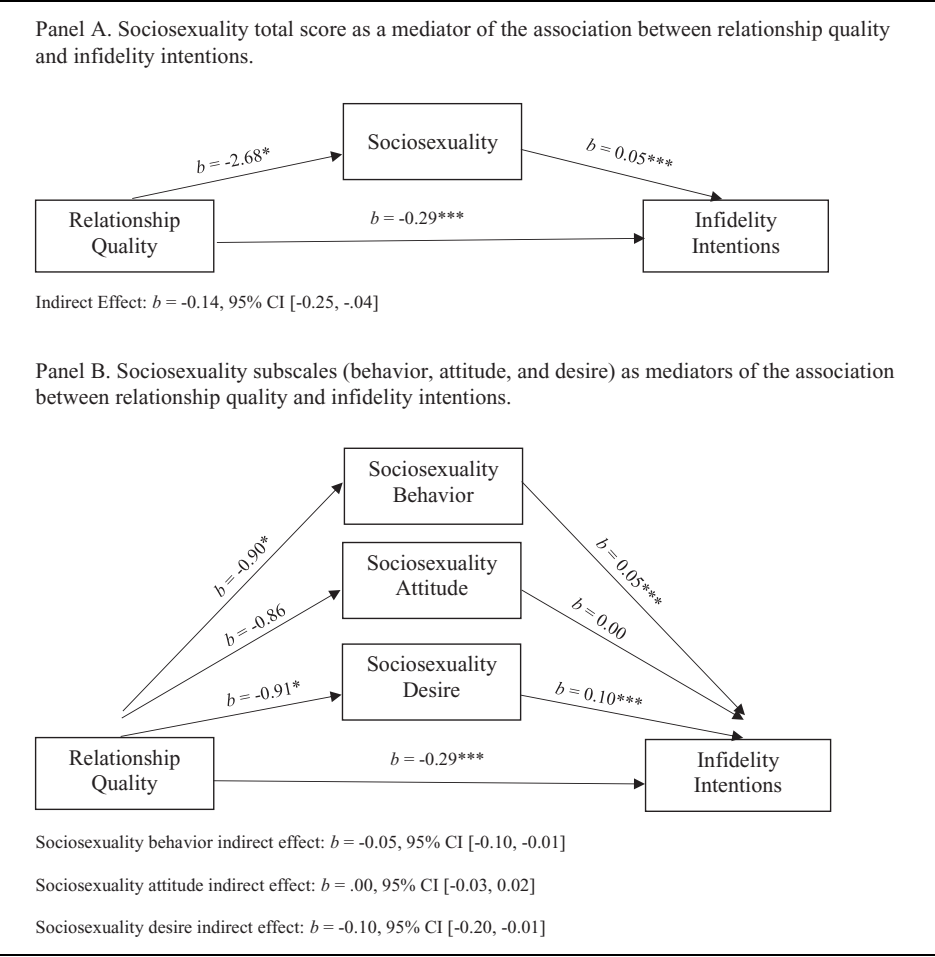 Panel A. Sociosexuality total score as a mediator of the association between relationship quality
and infidelity intentions.
Sociosexuality
b = -2.68*
b = 0.05***
Relationship
Quality
b = -0.29***
Infidelity
Intentions
Indirect Effect: b = -0.14, 95% CI [-0.25, -.04]
Panel B. Sociosexuality subscales (behavior, attitude, and desire) as mediators of the association
between relationship quality and infidelity intentions.
Sociosexuality
Behavior
b = -0.90*
b = 0.05***
Sociosexuality
Attitude
b = -0.86
b = 0.00
Sociosexuality
Desire
b = -0.91*
b = 0.10***
Relationship
Quality
b = -0.29***
Infidelity
Intentions
Sociosexuality behavior indirect effect: b = -0.05, 95% CI [-0.10, -0.01]
Sociosexuality attitude indirect effect: b = .00, 95% CI [-0.03, 0.02]
Sociosexuality desire indirect effect: b = -0.10, 95% CI [-0.20, -0.01]